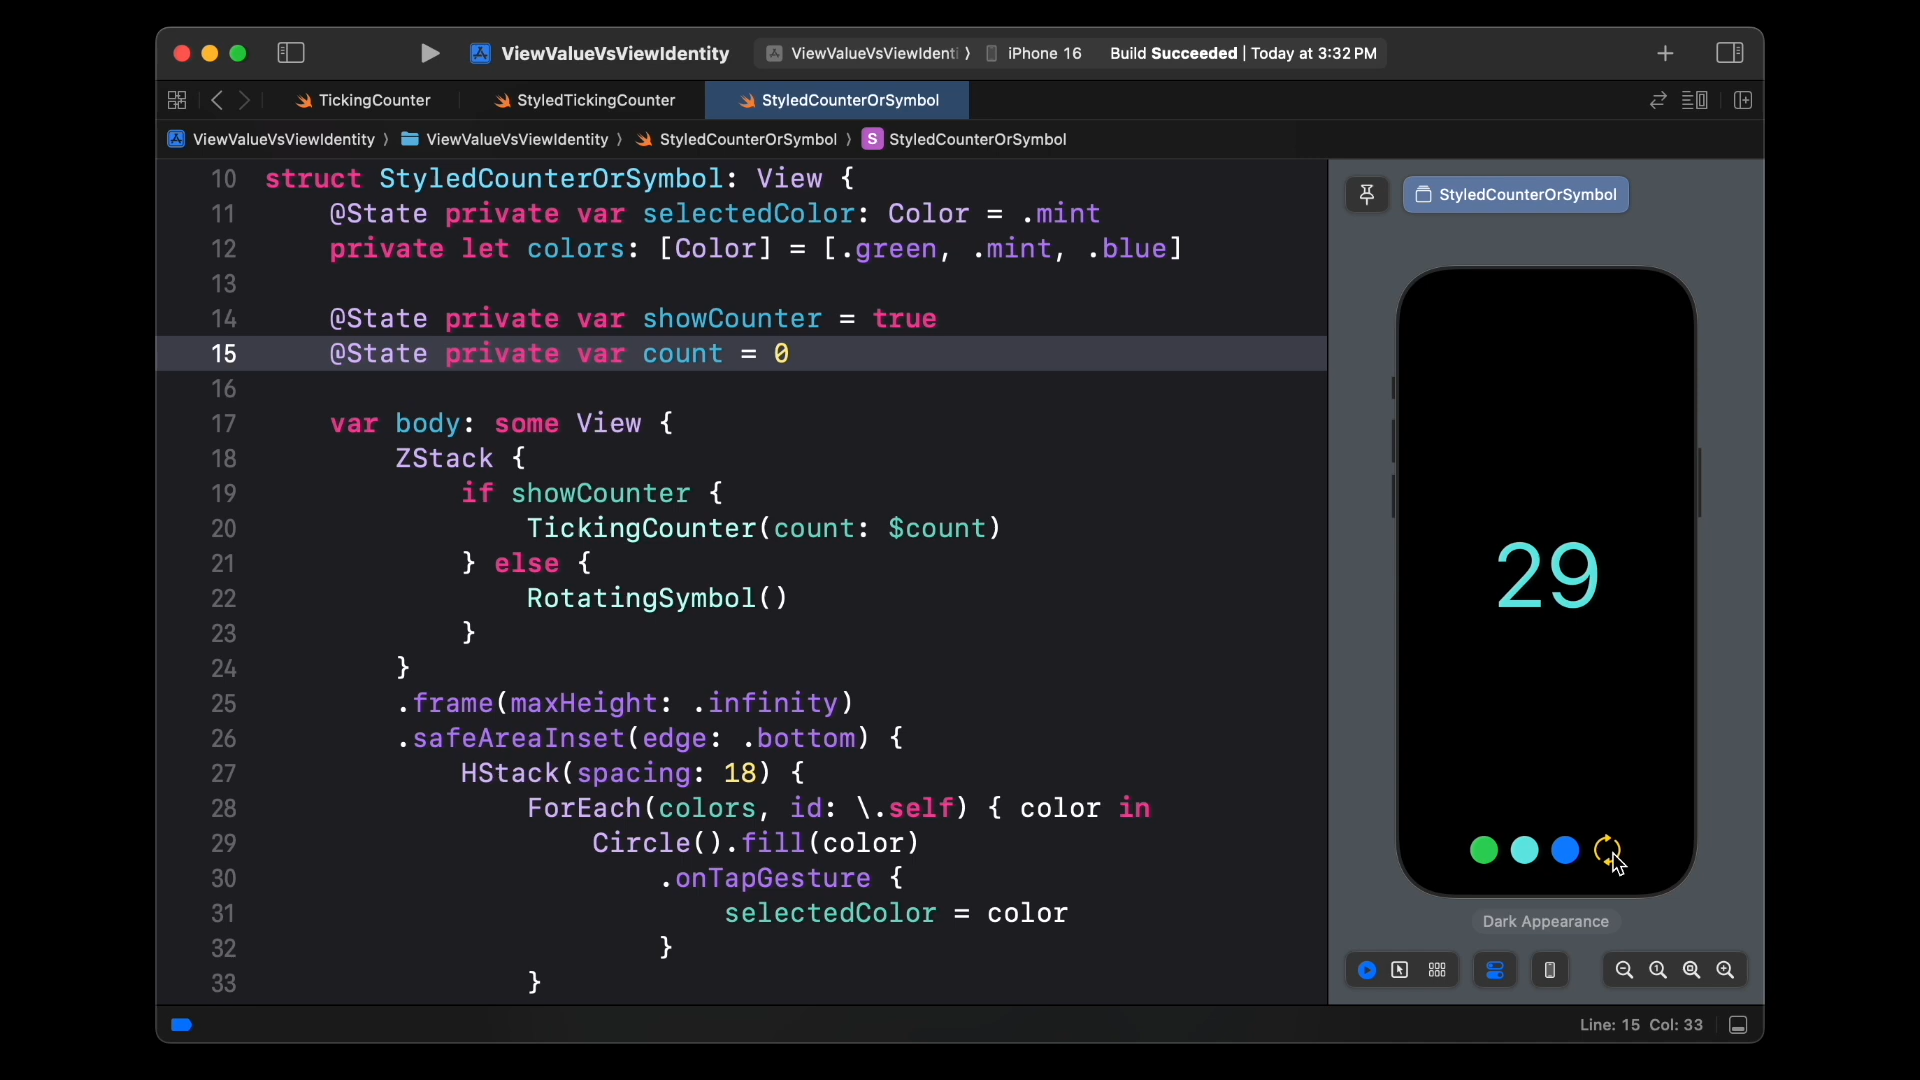 ViewValueVsViewIdentity
ViewValueVsViewIdenti 〉 iPhone 16
Build Succeeded | Today at 3:32 PM
TickingCounter
StyledTickingCounter
StyledCounterOrSymbol
ViewValueVsViewIdentity 〉 ViewValueVsViewIdentity 〉 StyledCounterOrSymbol 〉 S StyledCounterOrSymbol
10 struct StyledCounterOrSymbol: View {
11 @State private var selectedColor: Color = .mint
12 private let colors: [Color] = [.green, .mint, .blue]
13
14 @State private var showCounter = true
15 @State private var count = 0
16
17 var body: some View {
18 ZStack {
19 if showCounter {
20 TickingCounter(count: $count)
21 } else {
22 RotatingSymbol()
23 }
24 }
25 .frame(maxHeight: .infinity)
26 .safeAreaInset(edge: .bottom) {
27 HStack(spacing: 18) {
28 ForEach(colors, id: \.self) { color in
29 Circle().fill(color)
30 .onTapGesture {
31 selectedColor = color
32 }
33 }
StyledCounterOrSymbol
29
Dark Appearance
Line: 15 Col: 33